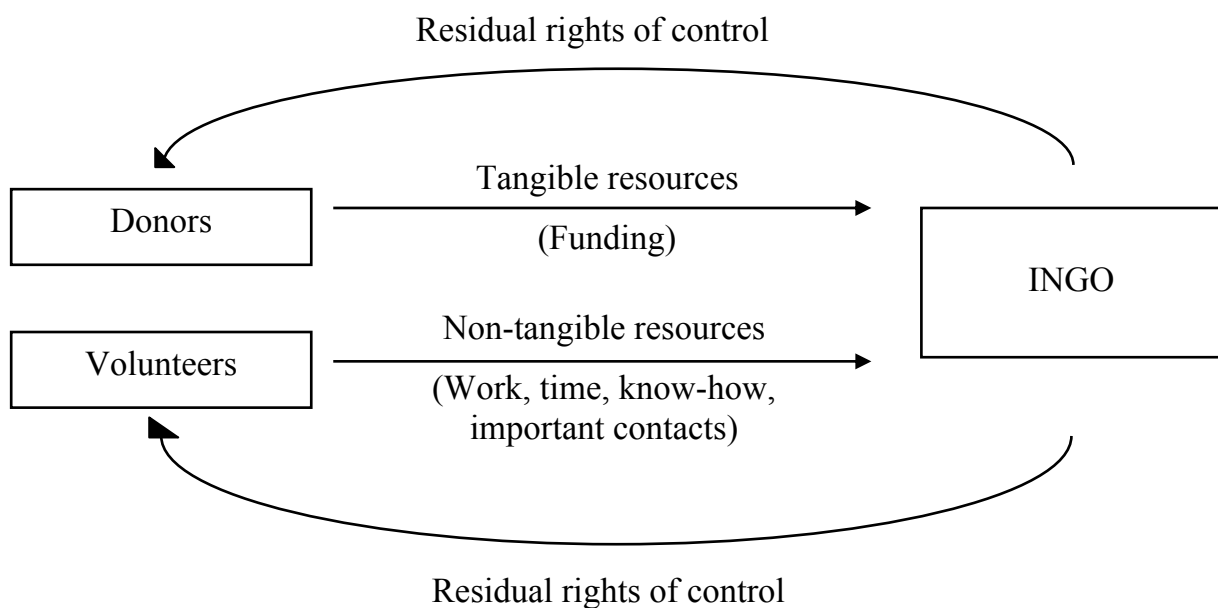 Residual rights of control
Tangible resources
Donors
(Funding)
INGO
Non-tangible resources
Volunteers
(Work, time, know-how,
important contacts)
Residual rights of control